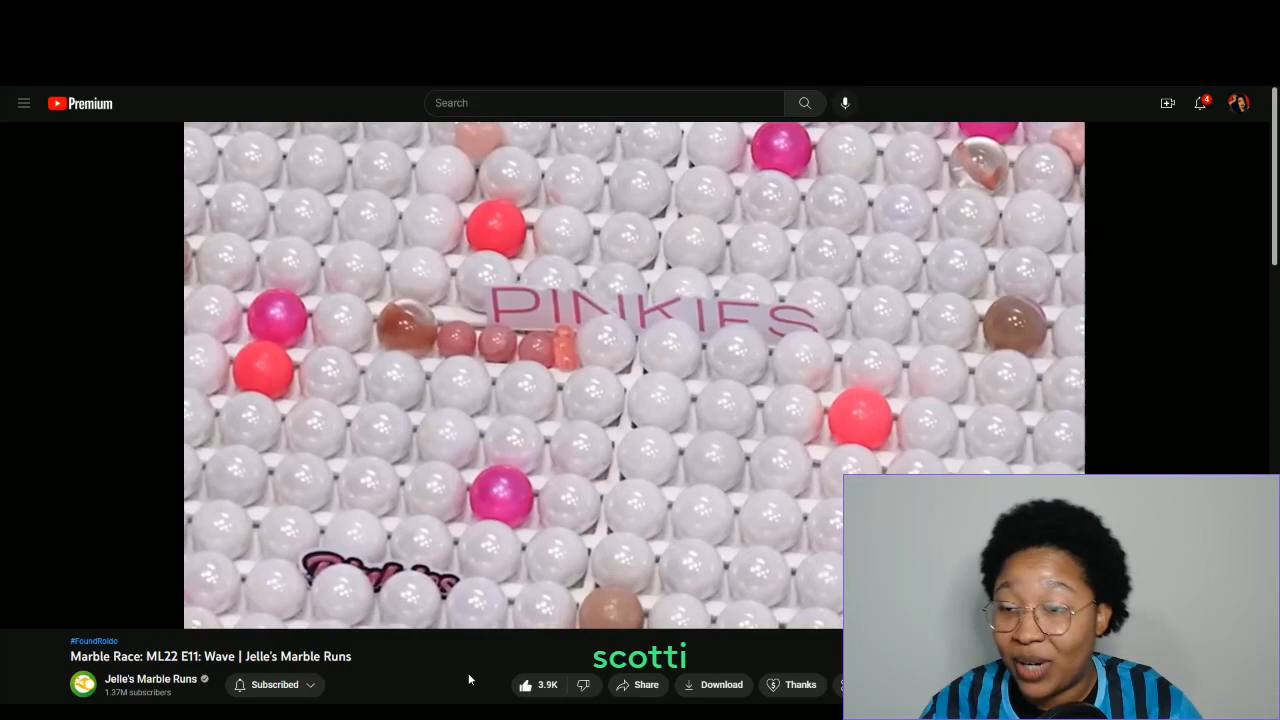 Premium
Search
4
PINKIES
Pinkies
#FoundRoldo
Marble Race: ML22 E11: Wave | Jelle's Marble Runs
scotti
Jelle's Marble Runs
1.37M subscribers
Subscribed
3.9K
Share
Download
Thanks